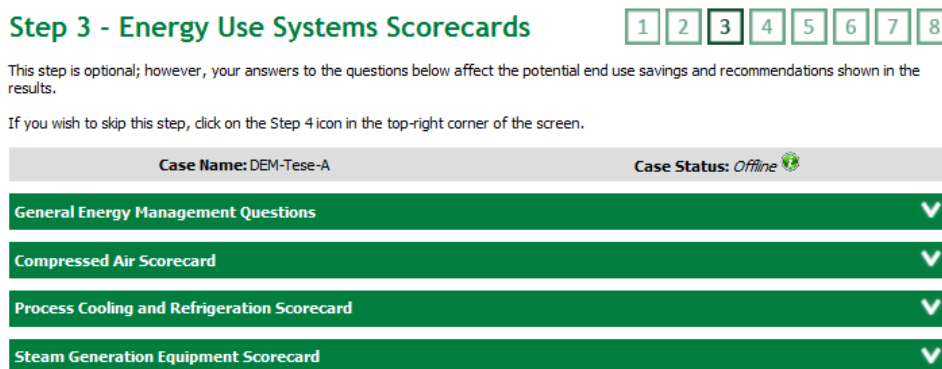 Step 3 - Energy Use Systems Scorecards
1 2 3 4 5 6 7 8
This step is optional; however, your answers to the questions below affect the potential end use savings and recommendations shown in the
results.
If you wish to skip this step, click on the Step 4 icon in the top-right corner of the screen.
Case Name: DEM-Tese-A Case Status: Offline
General Energy Management Questions
Compressed Air Scorecard
Process Cooling and Refrigeration Scorecard
Steam Generation Equipment Scorecard